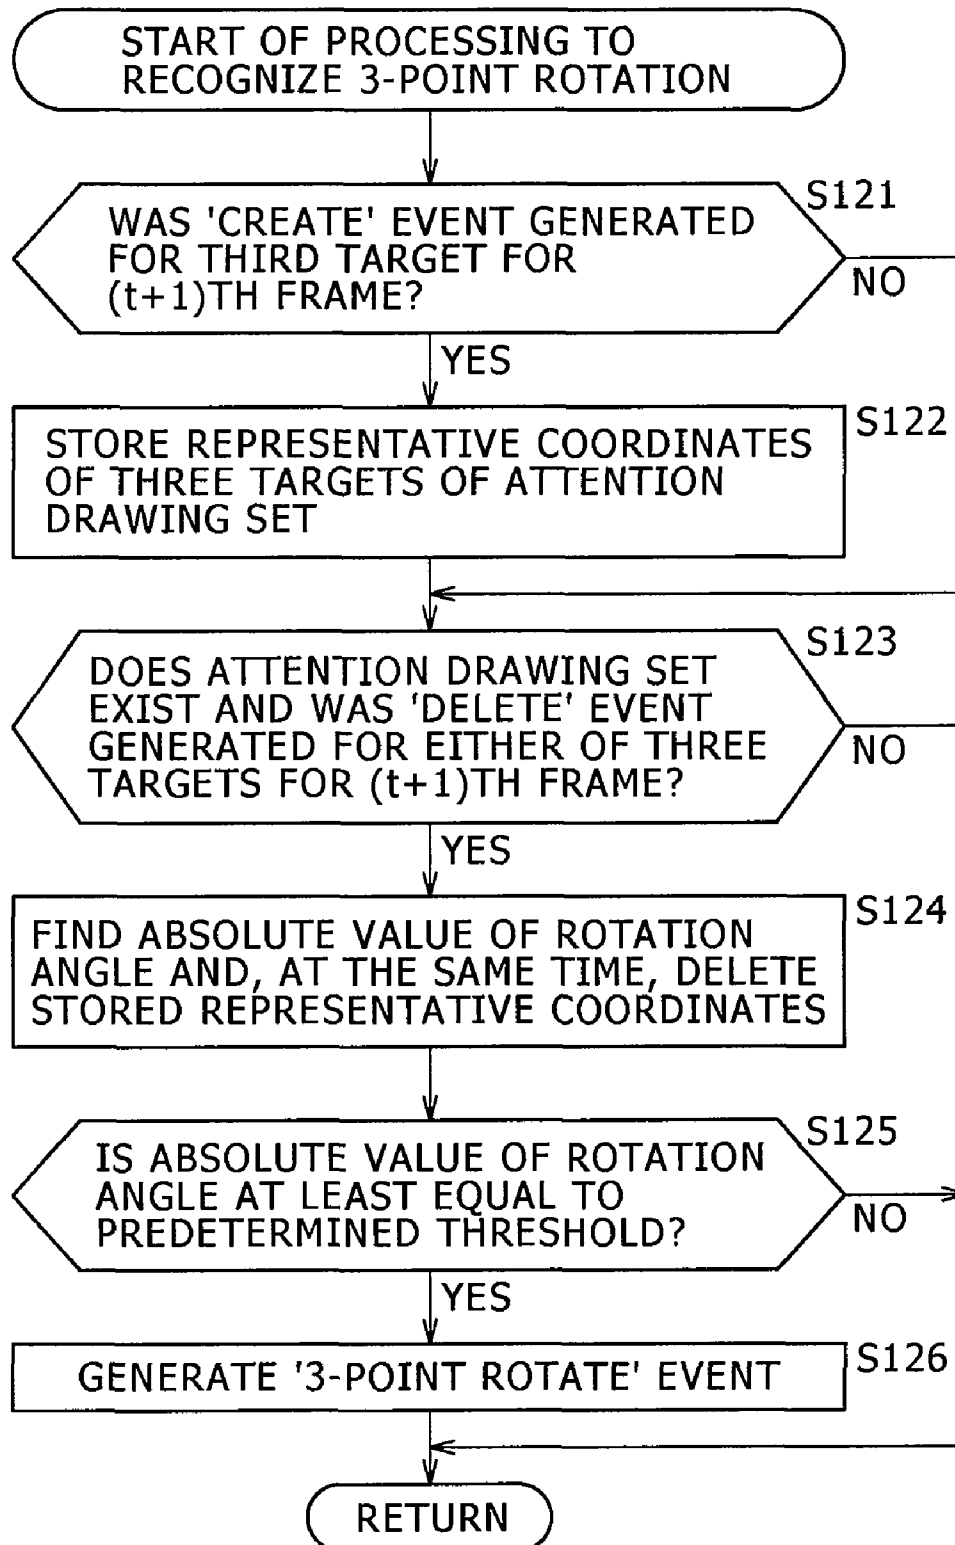 START OF PROCESSING TO
RECOGNIZE 3-POINT ROTATION
S121
WAS 'CREATE' EVENT GENERATED
FOR THIRD TARGET FOR
(t+1)TH FRAME?
NO
YES
S122
STORE REPRESENTATIVE COORDINATES
OF THREE TARGETS OF ATTENTION
DRAWING SET
S123
DOES ATTENTION DRAWING SET
EXIST AND WAS 'DELETE' EVENT
GENERATED FOR EITHER OF THREE
TARGETS FOR (t+1)TH FRAME?
NO
YES
S124
FIND ABSOLUTE VALUE OF ROTATION
ANGLE AND, AT THE SAME TIME, DELETE
STORED REPRESENTATIVE COORDINATES
S125
IS ABSOLUTE VALUE OF ROTATION
ANGLE AT LEAST EQUAL TO
PREDETERMINED THRESHOLD?
NO
YES
S126
GENERATE '3-POINT ROTATE' EVENT
RETURN